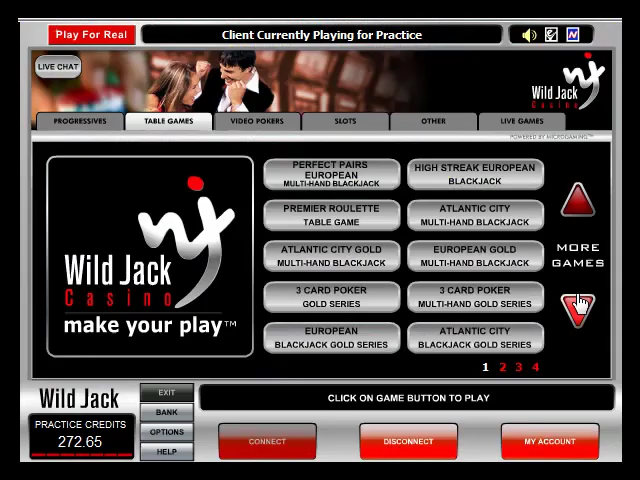 Play For Real
Client Currently Playing for Practice
LIVE CHAT
Wild Jack
Casino
PROGRESSIVES
TABLE GAMES
VIDEO POKERS
SLOTS
OTHER
LIVE GAMES
POWERED BY MICROGAMING™
Wild Jack
Casino
make your play™
PERFECT PAIRS
EUROPEAN
MULTI-HAND BLACKJACK
HIGH STREAK EUROPEAN
BLACKJACK
PREMIER ROULETTE
TABLE GAME
ATLANTIC CITY
MULTI-HAND BLACKJACK
ATLANTIC CITY GOLD
MULTI-HAND BLACKJACK
EUROPEAN GOLD
MULTI-HAND BLACKJACK
3 CARD POKER
GOLD SERIES
3 CARD POKER
MULTI-HAND GOLD SERIES
EUROPEAN
BLACKJACK GOLD SERIES
ATLANTIC CITY
BLACKJACK GOLD SERIES
MORE
GAMES
1 2 3 4
Wild Jack
PRACTICE CREDITS
272.65
EXIT
BANK
OPTIONS
HELP
CLICK ON GAME BUTTON TO PLAY
CONNECT
DISCONNECT
MY ACCOUNT